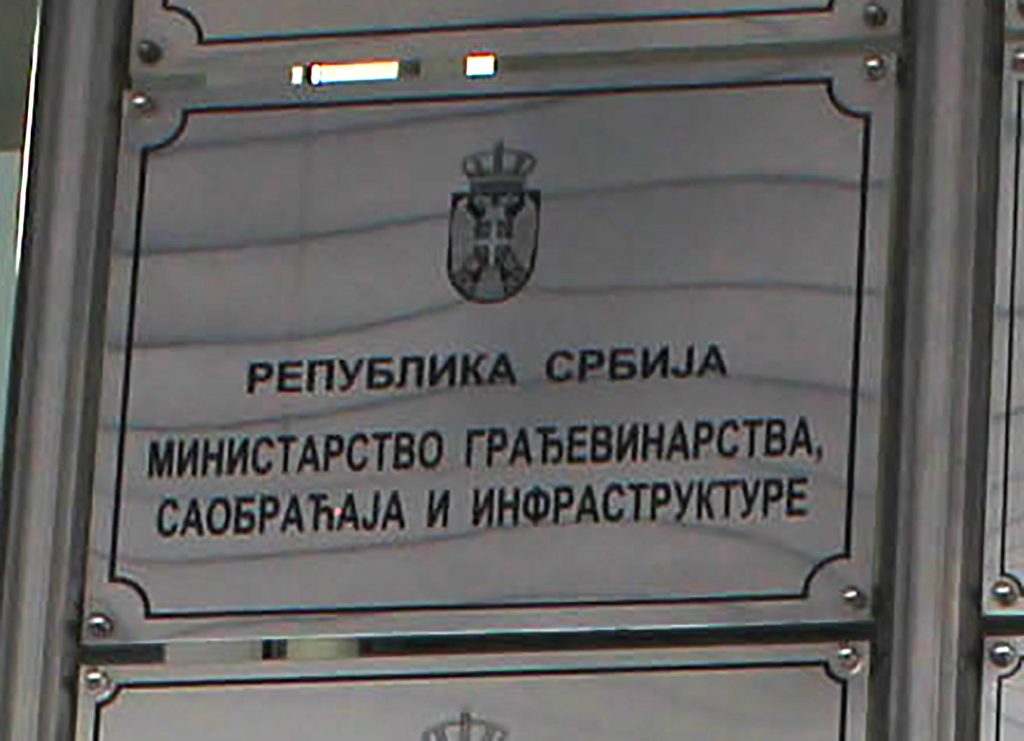 РЕПУБЛИКА СРБИЈА
МИНИСТАРСТВО ГРАЂЕВИНАРСТВА,
САОБРАЋАЈА И ИНФРАСТРУКТУРЕ